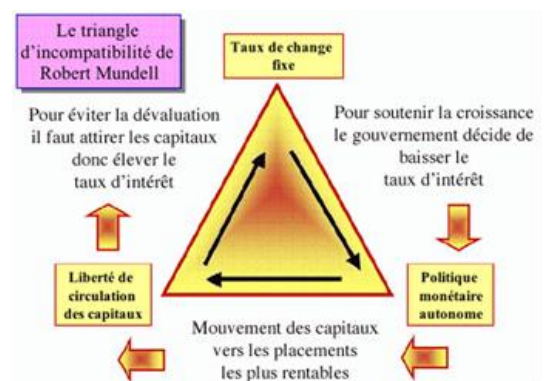 Le triangle
d'incompatibilité de
Robert Mundell
Taux de change
fixe
Pour éviter la dévaluation
il faut attirer les capitaux
donc élever le
taux d'intérêt
Pour soutenir la croissance
le gouvernement décide de
baisser le
taux d'intérêt
Liberté de
circulation
des capitaux
Politique
monétaire
autonome
Mouvement des capitaux
vers les placements
les plus rentables